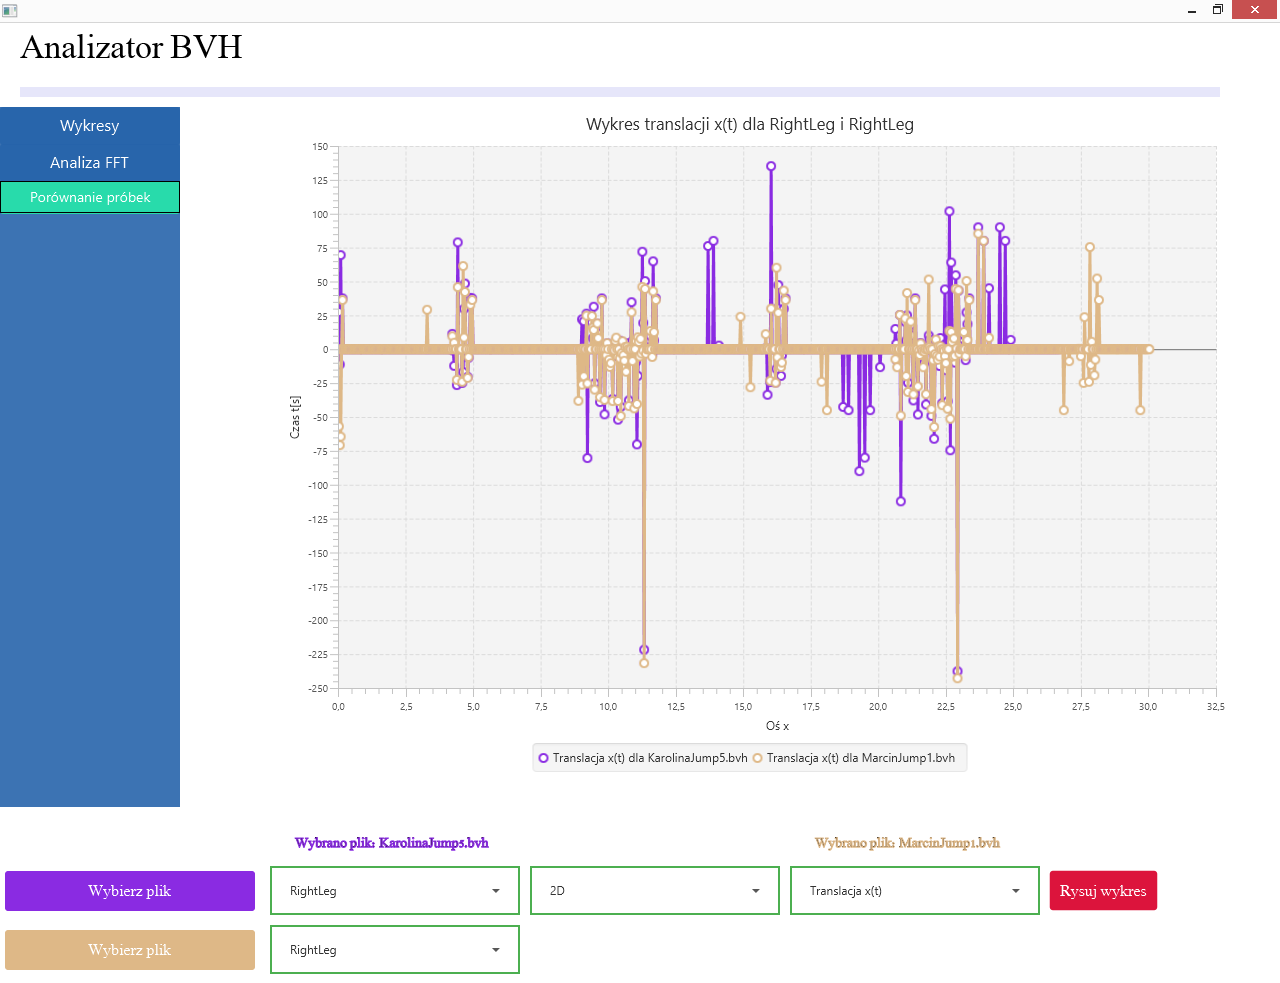 Analizator BVH
Wykresy
Analiza FFT
Porównanie próbek
Wykres translacji x(t) dla RightLeg i RightLeg
150
125
100
75
50
25
0
-25
-50
-75
-100
-125
-150
-175
-200
-225
-250
Czas t[s]
0,0 2,5 5,0 7,5 10,0 12,5 15,0 17,5 20,0 22,5 25,0 27,5 30,0 32,5
Oś x
Translacja x(t) dla KarolinaJump5.bvh Translacja x(t) dla MarcinJump1.bvh
Wybrano plik: KarolinaJump5.bvh Wybrano plik: MarcinJump1.bvh
Wybierz plik RightLeg 2D Translacja x(t) Rysuj wykres
Wybierz plik RightLeg